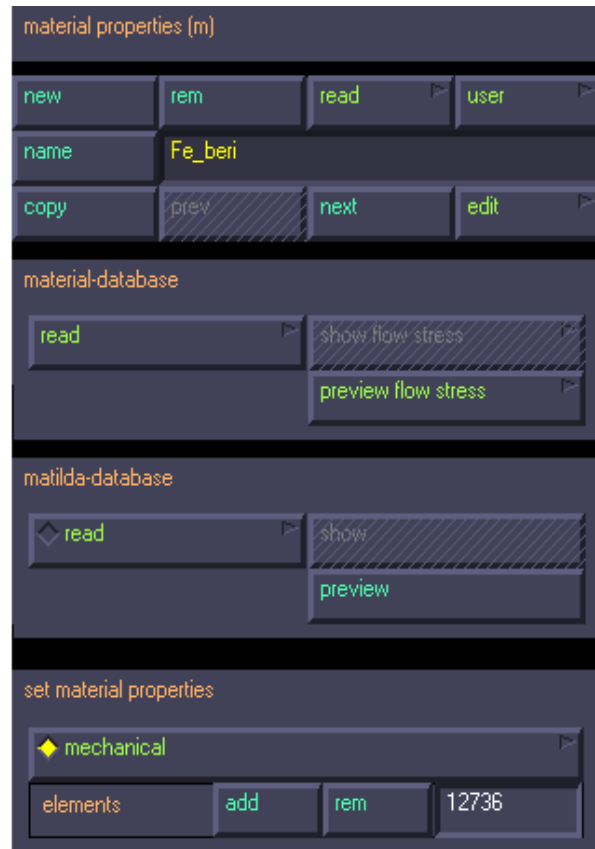 material properties (m)
new rem read user
name Fe_beri
copy prev next edit
material-database
read show flow stress
preview flow stress
matilda-database
read show
preview
set material properties
mechanical
elements add rem 12736